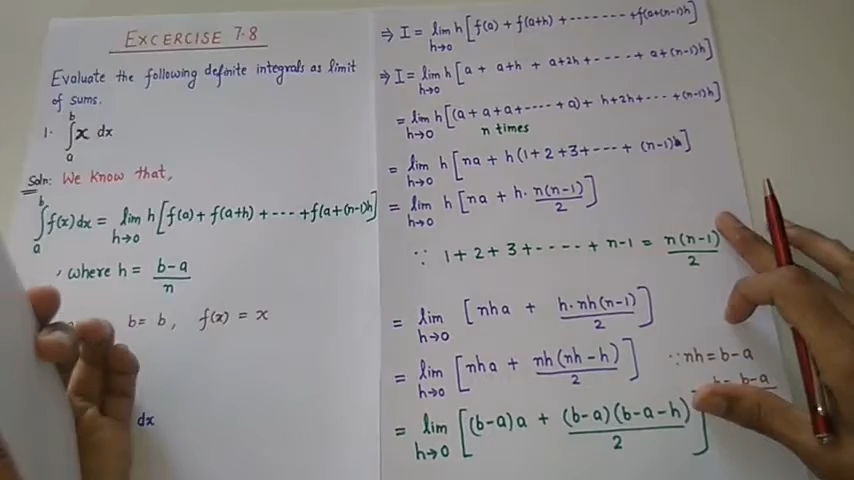 EXCERCISE 7.8
Evaluate the following definite integrals as limit
of sums.
1. ∫ₐᵇ x dx
Soln: We Know that,
∫ₐᵇ f(x)dx = lim h→0 h[f(a) + f(a+h) + ---- + f(a+(n-1)h]
, where h = (b-a)/n
b = b, f(x) = x
dx
⇒ I = lim h→0 h[f(a) + f(a+h) + -------- + f(a+(n-1)h]
⇒ I = lim h→0 h[a + a+h + a+2h + ----- + a+(n-1)h]
= lim h→0 h[(a+a+a+----+a) + h+2h+---- +(n-1)h]
n times
= lim h→0 h[na + h(1+2+3+---- + (n-1)]
= lim h→0 h[na + h. n(n-1)/2]
∵ 1+2+3+-----+n-1 = n(n-1)/2
= lim h→0 [nha + h.nh(n-1)/2]
= lim h→0 [nha + nh(nh-h)/2] ∵ nh = b-a
= lim h→0 [(b-a)a + (b-a)(b-a-h)/2]